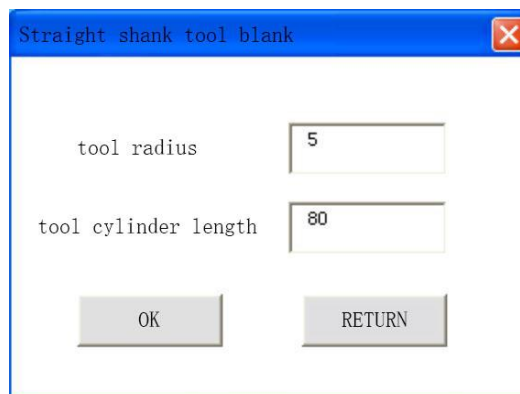 Straight shank tool blank
tool radius 5
tool cylinder length 80
OK RETURN